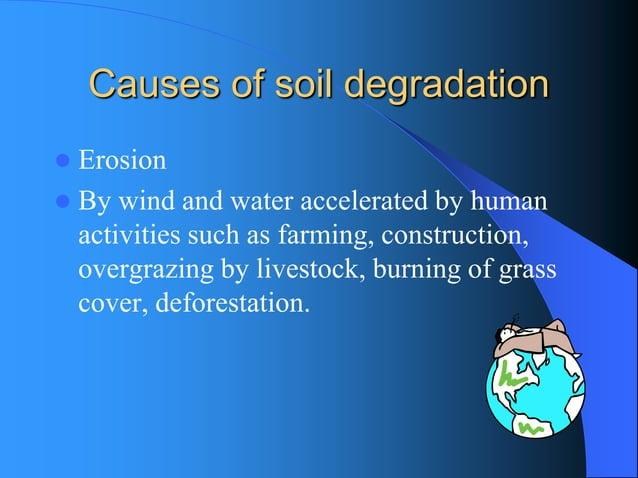 Causes of soil degradation
Erosion
By wind and water accelerated by human
activities such as farming, construction,
overgrazing by livestock, burning of grass
cover, deforestation.